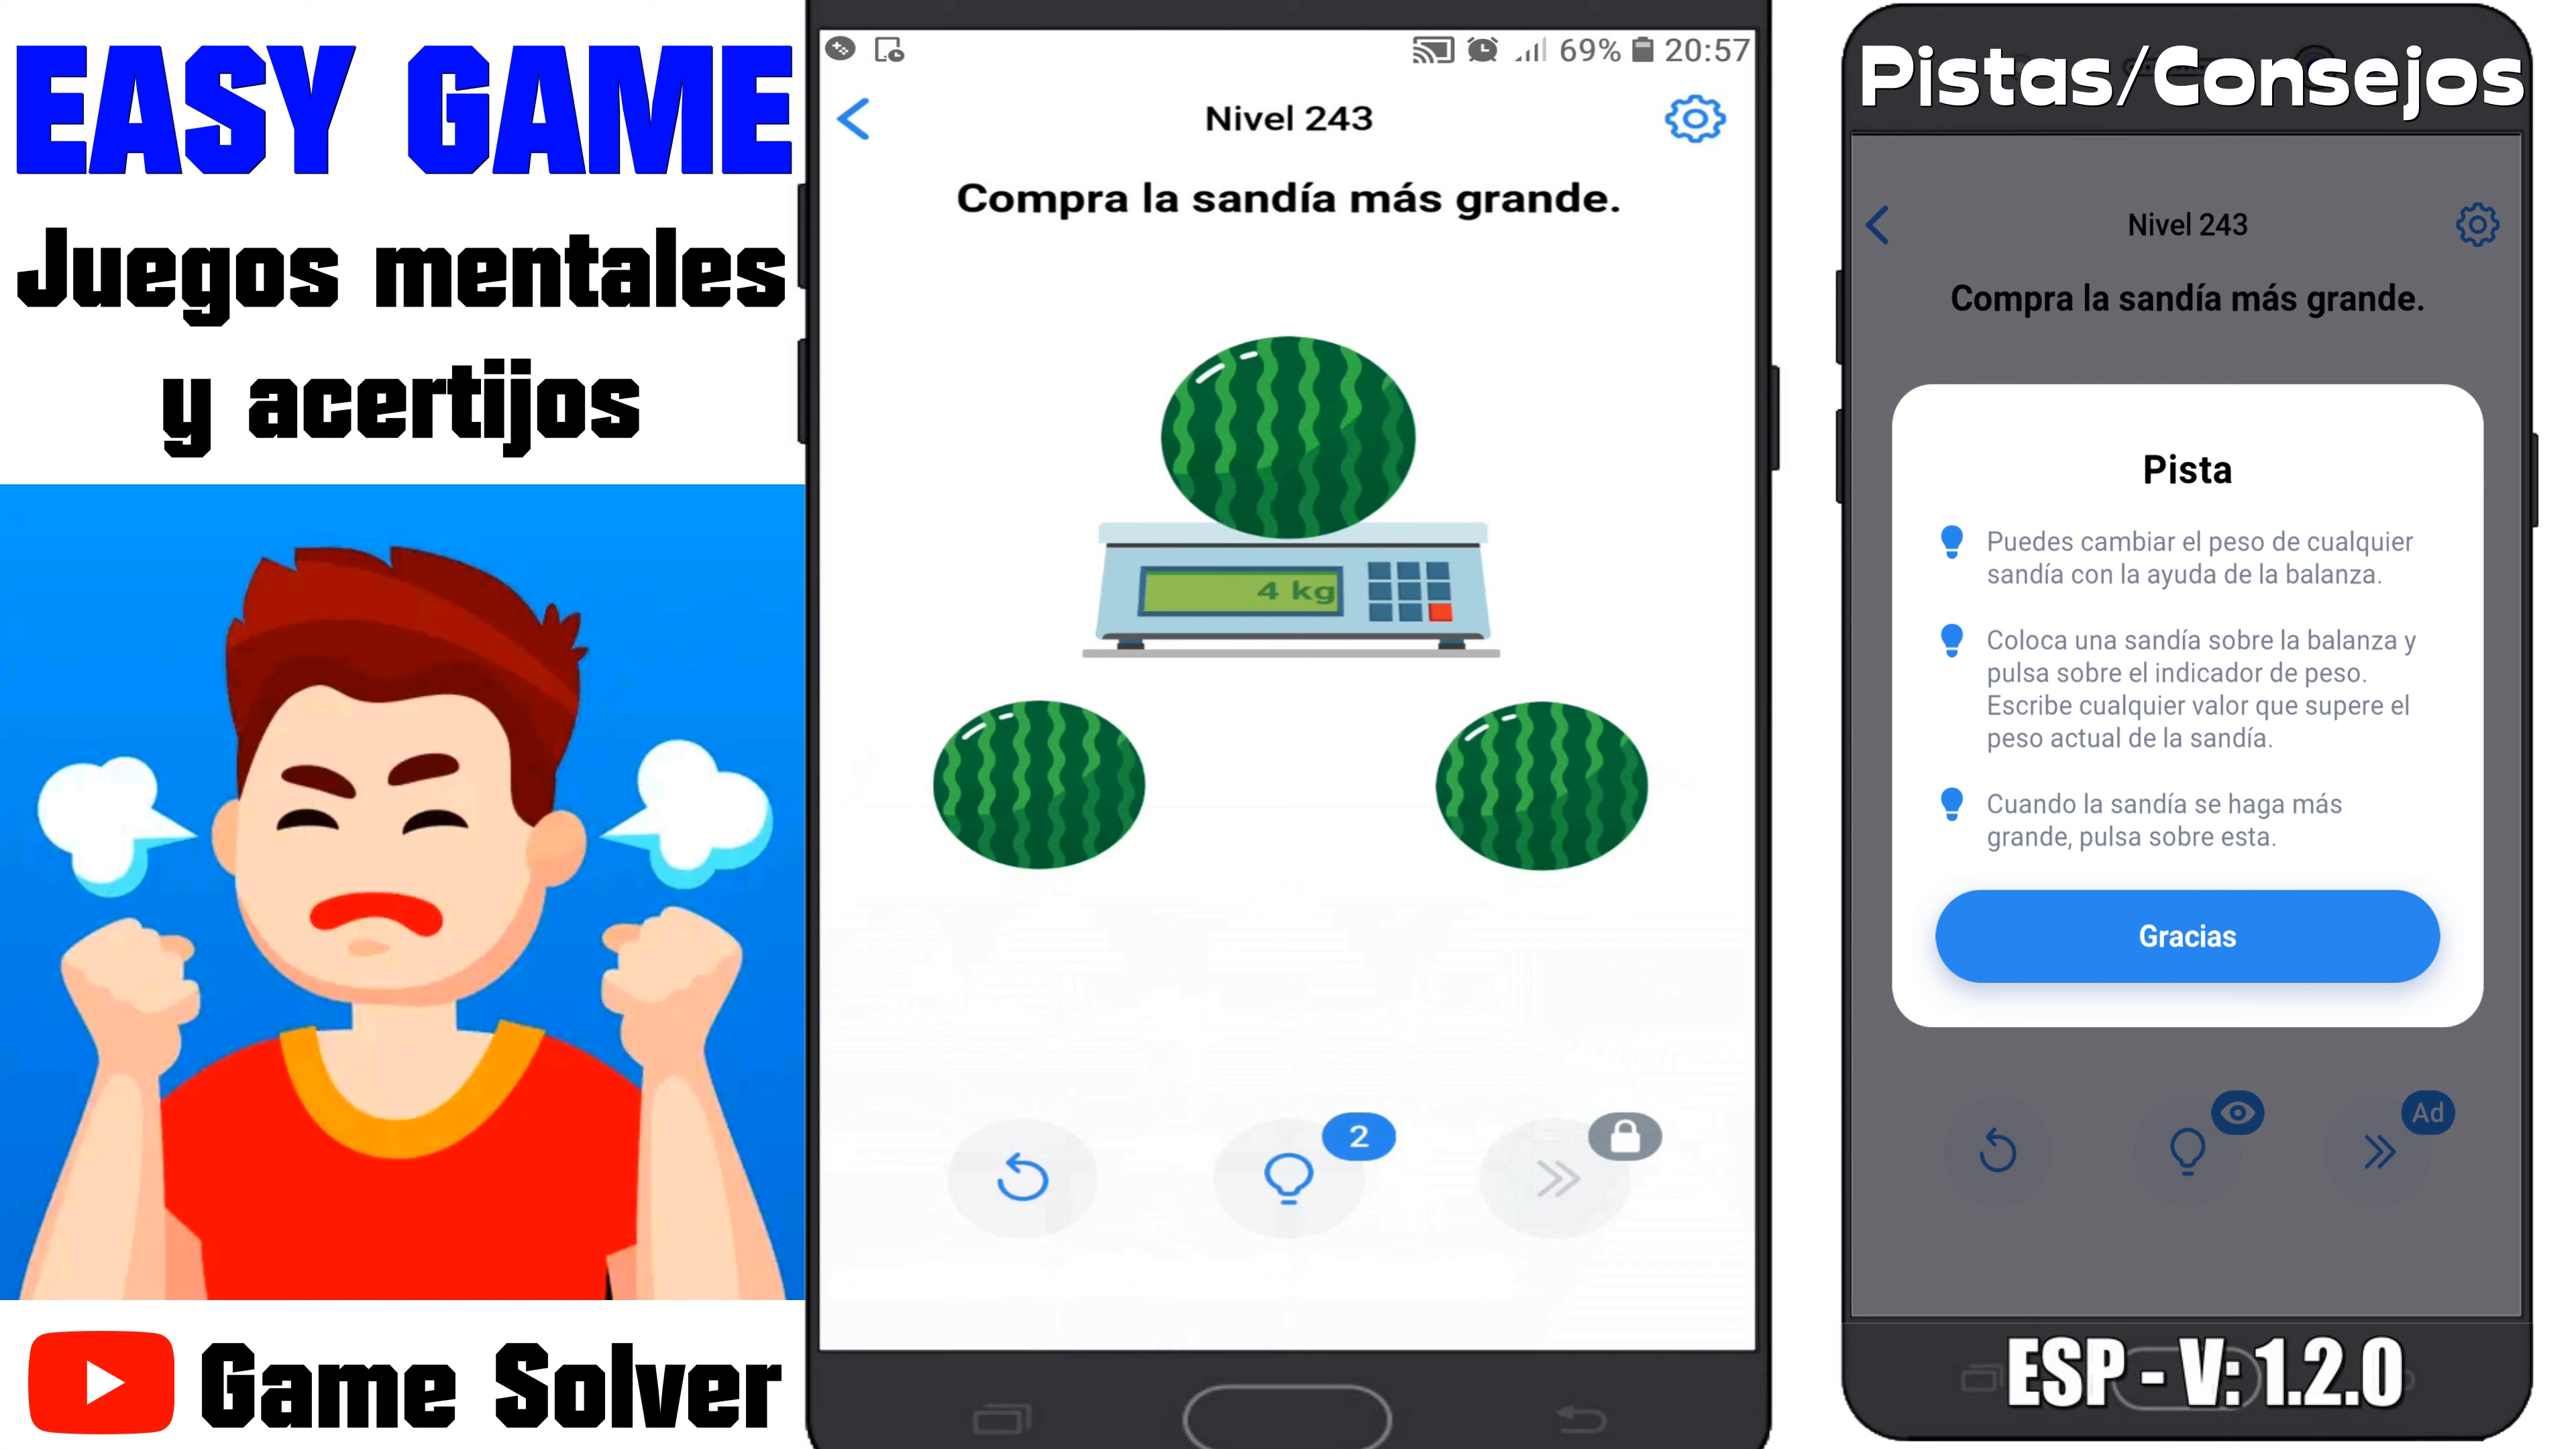 EASY GAME
Juegos mentales
y acertijos
Game Solver
69% 20:57
Nivel 243
Compra la sandía más grande.
4 kg
2
Pistas/Consejos
Nivel 243
Compra la sandía más grande.
Pista
Puedes cambiar el peso de cualquier
sandía con la ayuda de la balanza.
Coloca una sandía sobre la balanza y
pulsa sobre el indicador de peso.
Escribe cualquier valor que supere el
peso actual de la sandía.
Cuando la sandía se haga más
grande, pulsa sobre esta.
Gracias
Ad
ESP - V: 1.2.0